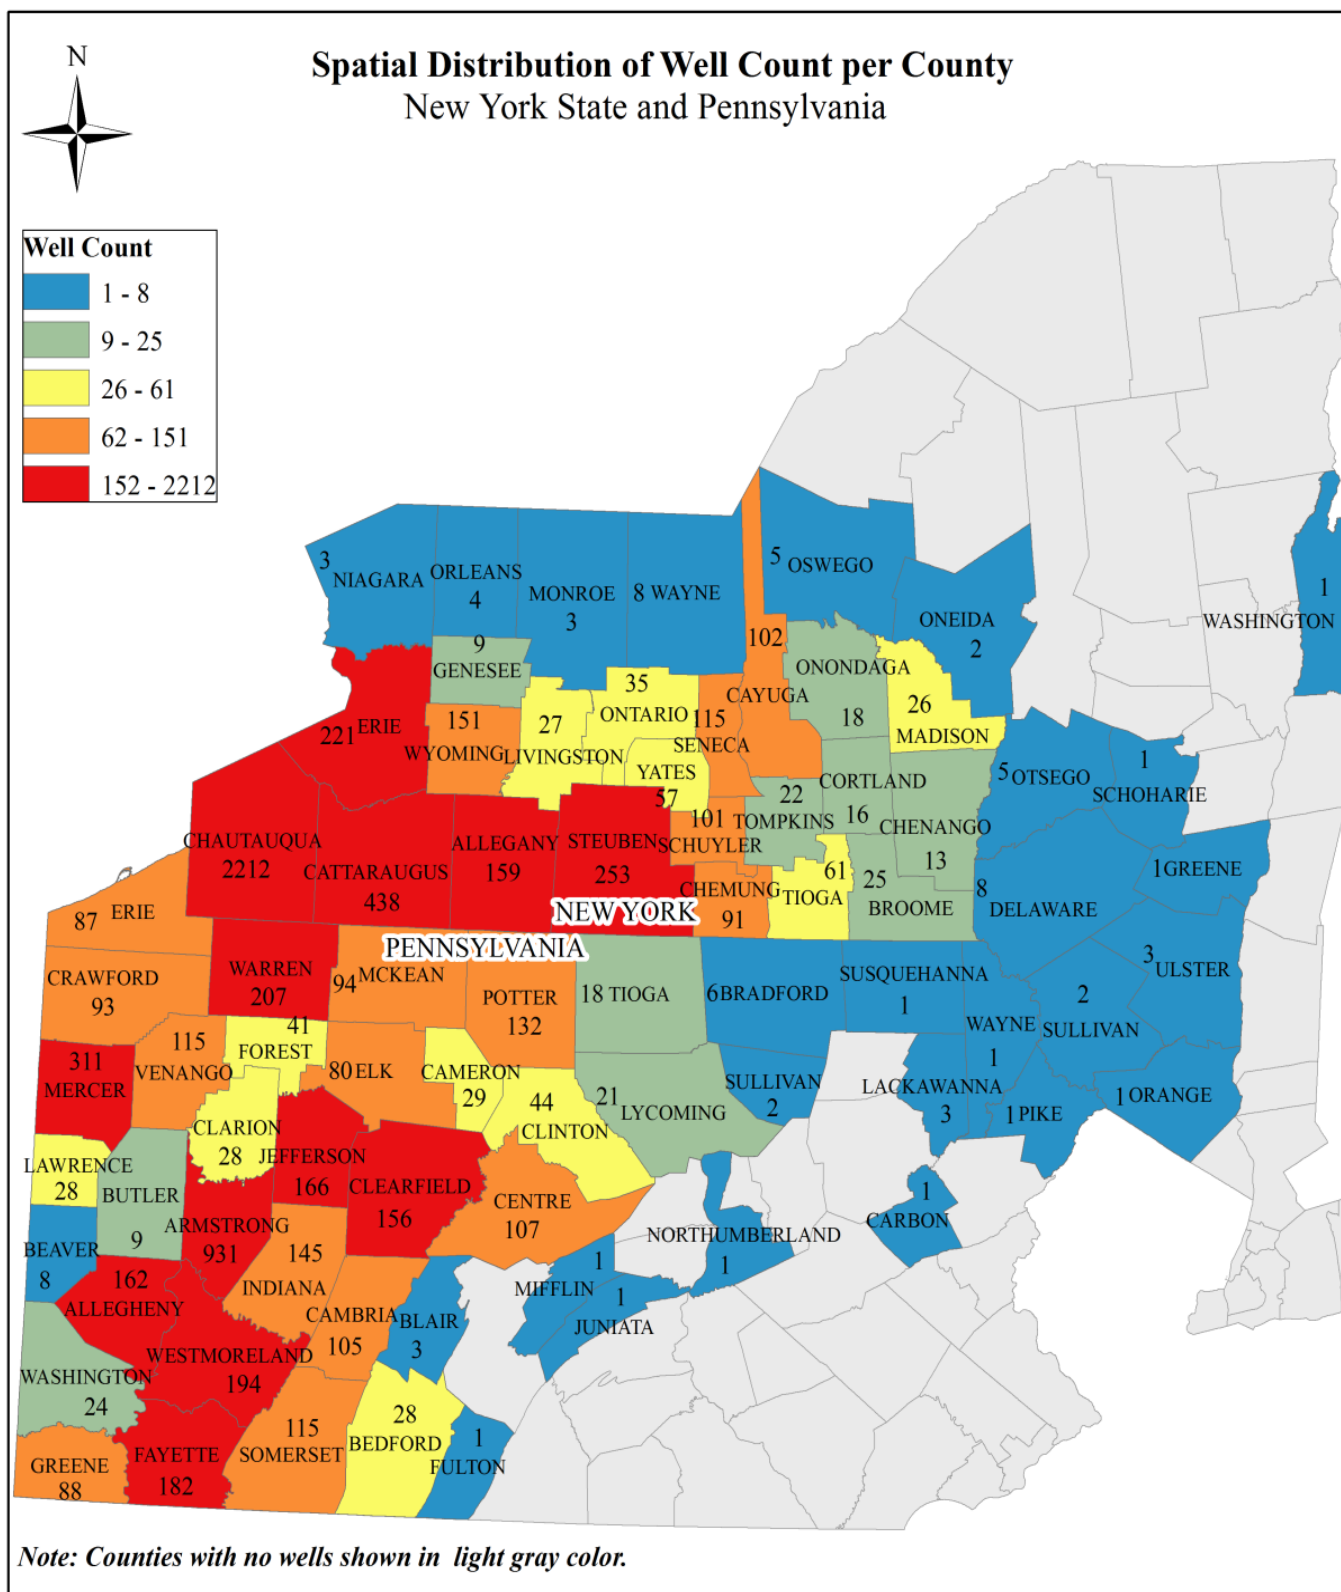 N
Spatial Distribution of Well Count per County
New York State and Pennsylvania
Well Count
1 - 8
9 - 25
26 - 61
62 - 151
152 - 2212
3
NIAGARA
ORLEANS
4
MONROE
3
8 WAYNE
5 OSWEGO
ONEIDA
2
1
WASHINGTON
9
GENESEE
102
CAYUGA
ONONDAGA
18
26
MADISON
221 ERIE
151
WYOMING
27
LIVINGSTON
35
ONTARIO
115
SENECA
YATES
57
CORTLAND
16
22
TOMPKINS
CHENANGO
13
5 OTSEGO
1
SCHOHARIE
CHAUTAUQUA
2212
CATTARAUGUS
438
ALLEGANY
159
STEUBEN
253
101
SCHUYLER
CHEMUNG
91
61
TIOGA
25
BROOME
8
DELAWARE
1 GREENE
3
ULSTER
2
SULLIVAN
1 ORANGE
NEW YORK
PENNSYLVANIA
87 ERIE
CRAWFORD
93
WARREN
207
94 MCKEAN
POTTER
132
18 TIOGA
6 BRADFORD
SUSQUEHANNA
1
WAYNE
1
311
MERCER
115
VENANGO
41
FOREST
80 ELK
CAMERON
29
44
CLINTON
21
LYCOMING
SULLIVAN
2
LACKAWANNA
3
1 PIKE
LAWRENCE
28
BUTLER
9
CLARION
28
JEFFERSON
166
CLEARFIELD
156
CENTRE
107
NORTHUMBERLAND
1
1
CARBON
BEAVER
8
ARMSTRONG
931
145
INDIANA
162
ALLEGHENY
CAMBRIA
105
BLAIR
3
1
MIFFLIN
1
JUNIATA
WASHINGTON
24
WESTMORELAND
194
GREENE
88
FAYETTE
182
115
SOMERSET
28
BEDFORD
1
FULTON
Note: Counties with no wells shown in light gray color.